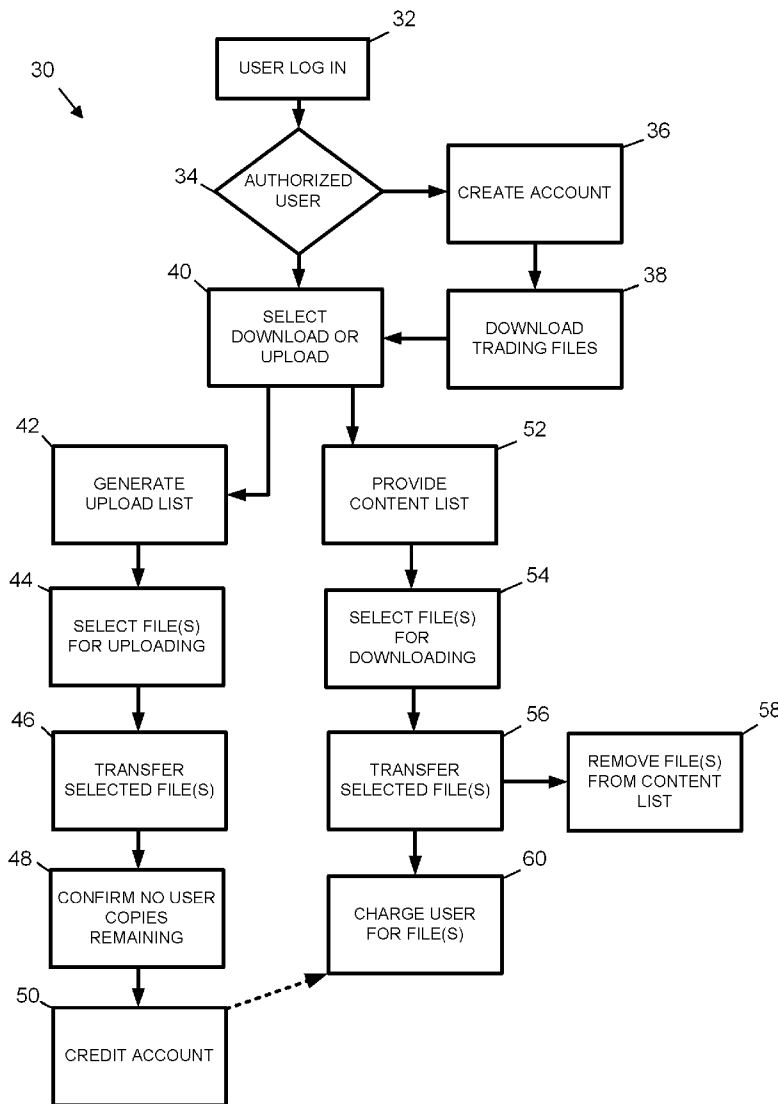 32
USER LOG IN
30
34
AUTHORIZED
USER
36
CREATE ACCOUNT
40
SELECT
DOWNLOAD OR
UPLOAD
38
DOWNLOAD
TRADING FILES
42
GENERATE
UPLOAD LIST
52
PROVIDE
CONTENT LIST
44
SELECT FILE(S)
FOR UPLOADING
54
SELECT FILE(S)
FOR
DOWNLOADING
46
TRANSFER
SELECTED FILE(S)
56
TRANSFER
SELECTED FILE(S)
58
REMOVE FILE(S)
FROM CONTENT
LIST
48
CONFIRM NO USER
COPIES
REMAINING
60
CHARGE USER
FOR FILE(S)
50
CREDIT ACCOUNT